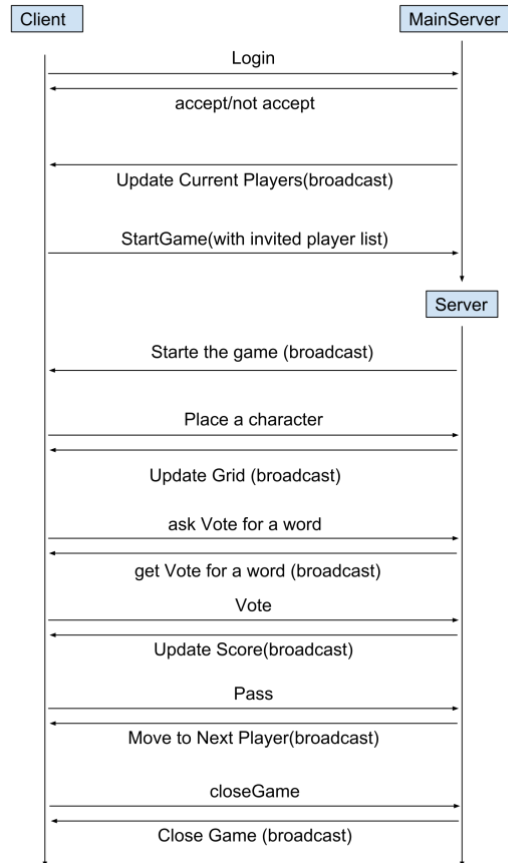 Client
MainServer
Login
accept/not accept
Update Current Players(broadcast)
StartGame(with invited player list)
Server
Starte the game (broadcast)
Place a character
Update Grid (broadcast)
ask Vote for a word
get Vote for a word (broadcast)
Vote
Update Score(broadcast)
Pass
Move to Next Player(broadcast)
closeGame
Close Game (broadcast)